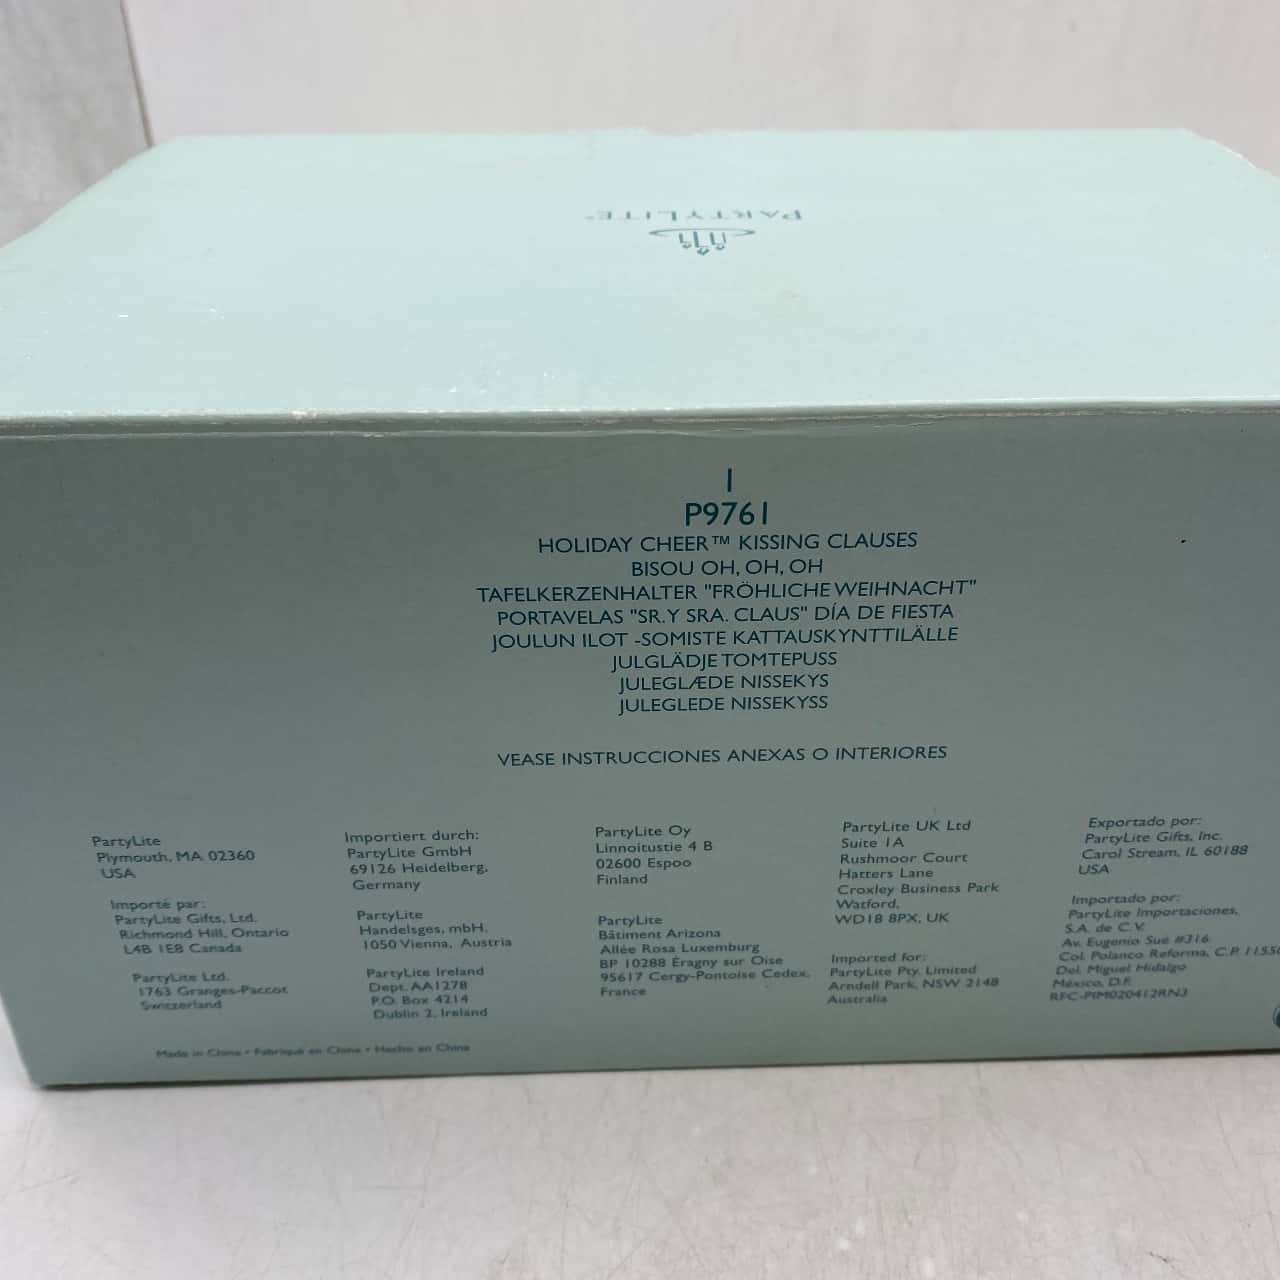 PARTYLITE
1
P9761
HOLIDAY CHEER™ KISSING CLAUSES
BISOU OH, OH, OH
TAFELKERZENHALTER "FRÖHLICHE WEIHNACHT"
PORTAVELAS "SR. Y SRA. CLAUS" DÍA DE FIESTA
JOULUN ILOT -SOMISTE KATTAUSKYNTTILÄLLE
JULGLÄDJE TOMTEPUSS
JULEGLÆDE NISSEKYS
JULEGLEDE NISSEKYSS
VEASE INSTRUCCIONES ANEXAS O INTERIORES
PartyLite
Plymouth, MA 02360
USA
Importé par:
PartyLite Gifts, Ltd.
Richmond Hill, Ontario
L4B 1E8 Canada
PartyLite Ltd.
1763 Granges-Paccot
Switzerland
Importiert durch:
PartyLite GmbH
69126 Heidelberg,
Germany
PartyLite
Handelsges. mbH.
1050 Vienna, Austria
PartyLite Ireland
Dept. AA1278
P.O. Box 4214
Dublin 2, Ireland
PartyLite Oy
Linnoitustie 4 B
02600 Espoo
Finland
PartyLite
Bâtiment Arizona
Allée Rosa Luxemburg
BP 10288 Éragny sur Oise
95617 Cergy-Pontoise Cedex,
France
PartyLite UK Ltd
Suite 1A
Rushmoor Court
Hatters Lane
Croxley Business Park
Watford,
WD18 8PX, UK
Imported for:
PartyLite Pty. Limited
Arndell Park, NSW 2148
Australia
Exportado por:
PartyLite Gifts, Inc.
Carol Stream, IL 60188
USA
Importado por:
PartyLite Importaciones,
S.A. de C.V.
Av. Eugenio Sue #316
Col. Polanco Reforma, C.P. 11550
Del. Miguel Hidalgo
México, D.F.
RFC-PIM020412RN3
Made in China • Fabriqué en Chine • Hecho en China